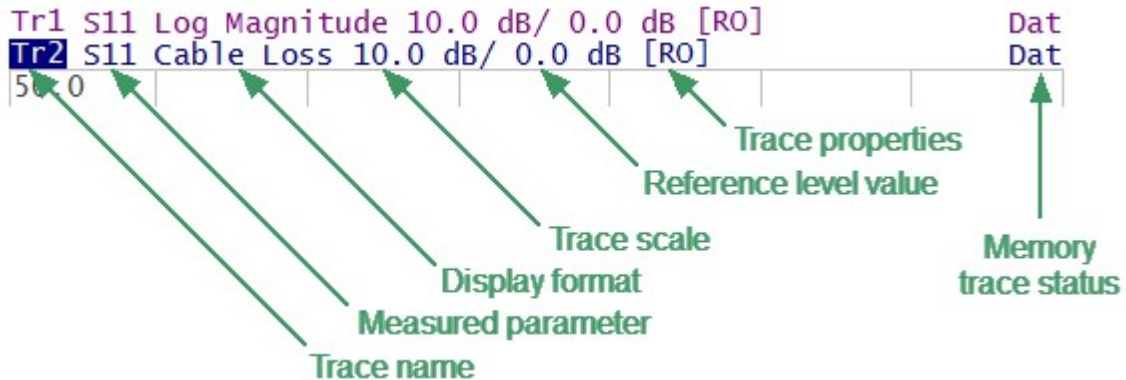 Tr1 S11 Log Magnitude 10.0 dB/ 0.0 dB [RO] Dat
Tr2 S11 Cable Loss 10.0 dB/ 0.0 dB [RO] Dat
50.0
Trace properties
Reference level value
Trace scale
Memory
trace status
Display format
Measured parameter
Trace name